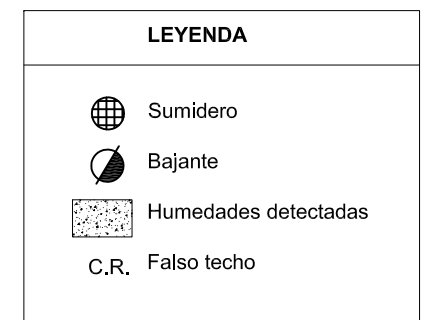 LEYENDA
Sumidero
Bajante
Humedades detectadas
C.R. Falso techo